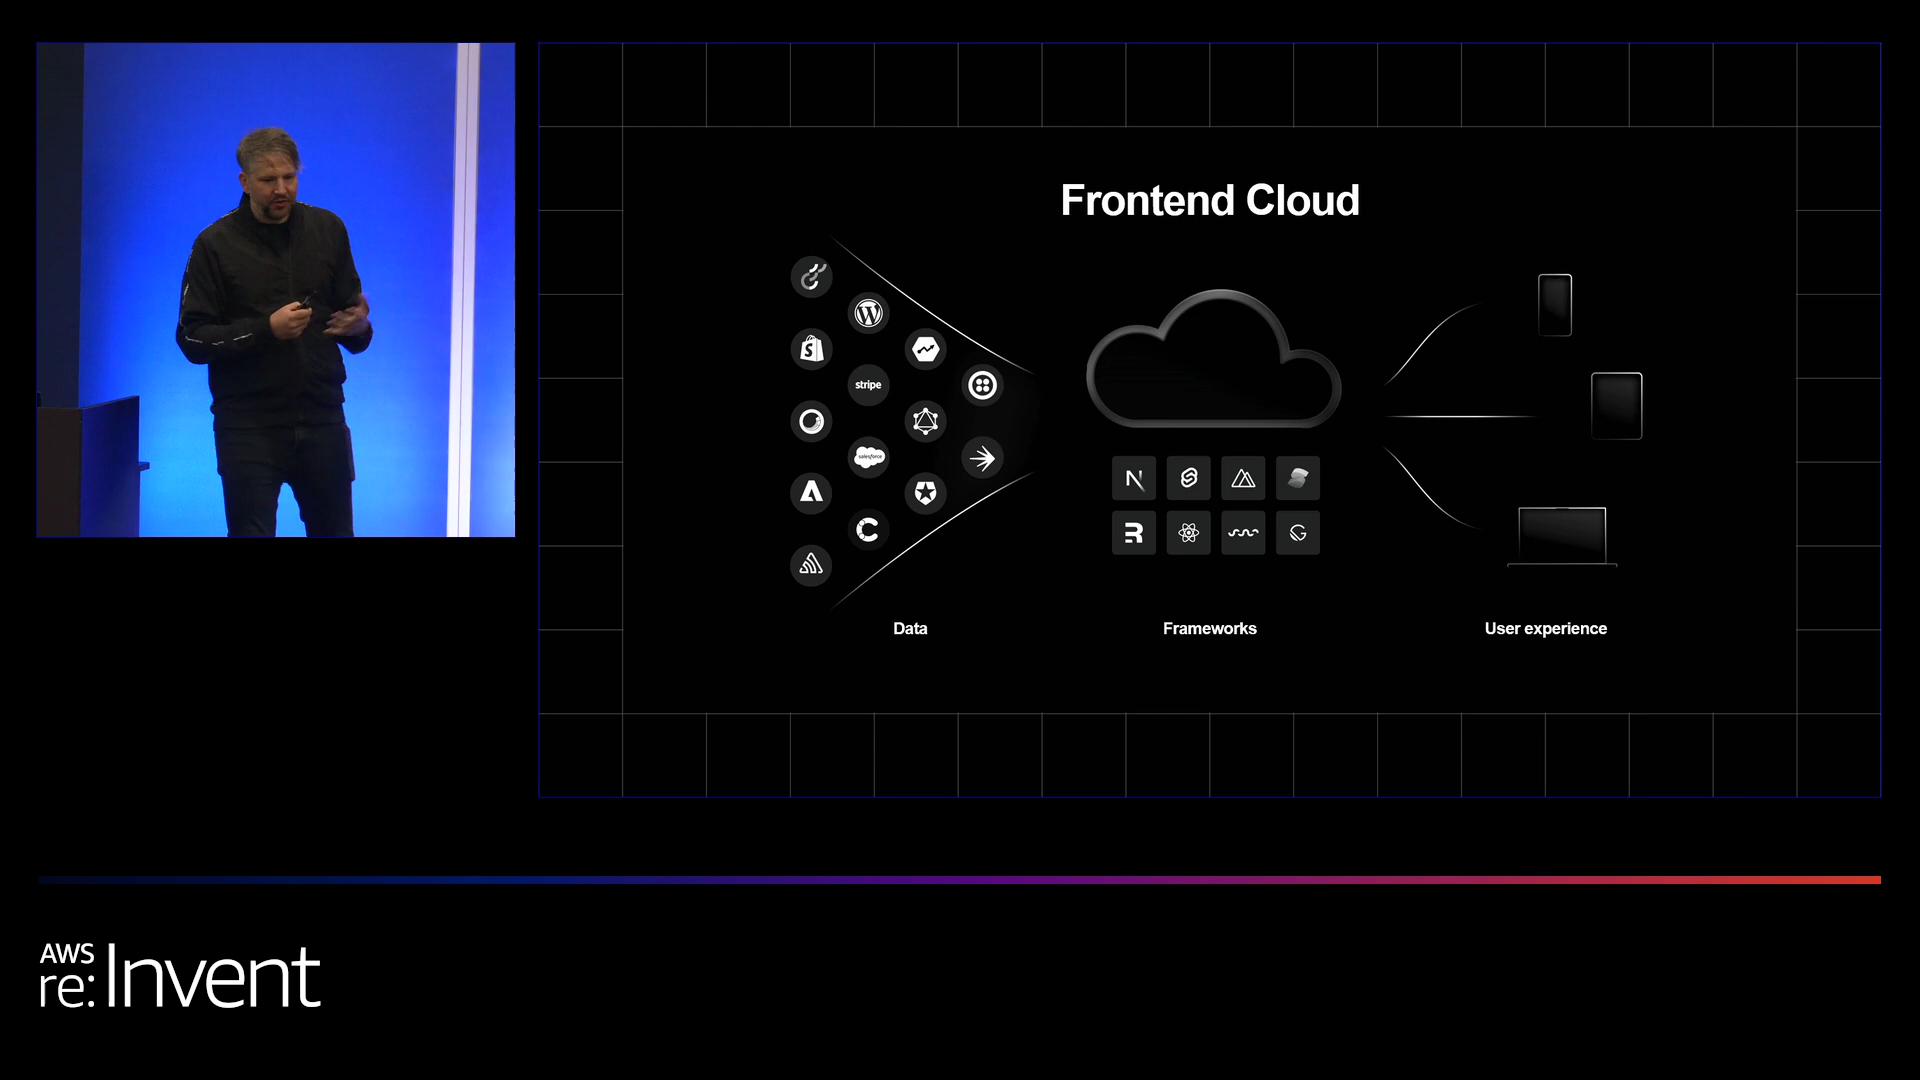 Frontend Cloud
stripe
salesforce
Data
Frameworks
User experience
AWS
re:Invent